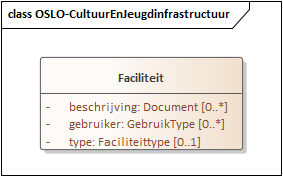 class OSLO-CultuurEnJeugdinfrastructuur
Faciliteit
- beschrijving: Document [0..*]
- gebruiker: GebruikType [0..*]
- type: Faciliteittype [0..1]